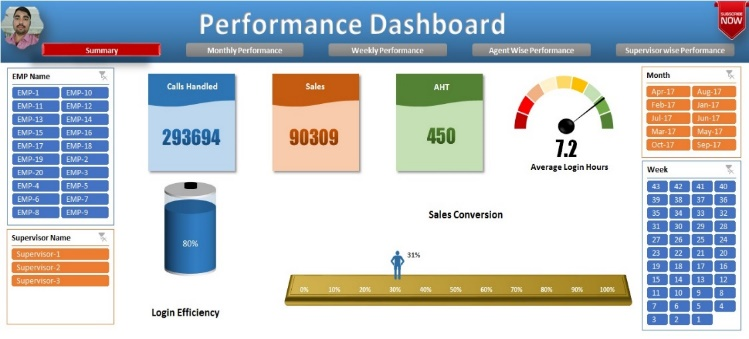 Performance Dashboard
SUBSCRIBE
NOW
Summary
Monthly Performance
Weekly Performance
Agent Wise Performance
Supervisor wise Performance
EMP Name
EMP-1 EMP-10
EMP-11 EMP-12
EMP-13 EMP-14
EMP-15 EMP-16
EMP-17 EMP-18
EMP-19 EMP-2
EMP-20 EMP-3
EMP-4 EMP-5
EMP-6 EMP-7
EMP-8 EMP-9
Supervisor Name
Supervisor-1
Supervisor-2
Supervisor-3
Calls Handled
293694
Sales
90309
AHT
450
7.2
Average Login Hours
80%
Login Efficiency
Sales Conversion
31%
0% 10% 20% 30% 40% 50% 60% 70% 80% 90% 100%
Month
Apr-17 Aug-17
Feb-17 Jan-17
Jul-17 Jun-17
Mar-17 May-17
Oct-17 Sep-17
Week
43 42 41 40
39 38 37 36
35 34 33 32
31 30 29 28
27 26 25 24
23 22 21 20
19 18 17 16
15 14 13 12
11 10 9 8
7 6 5 4
3 2 1